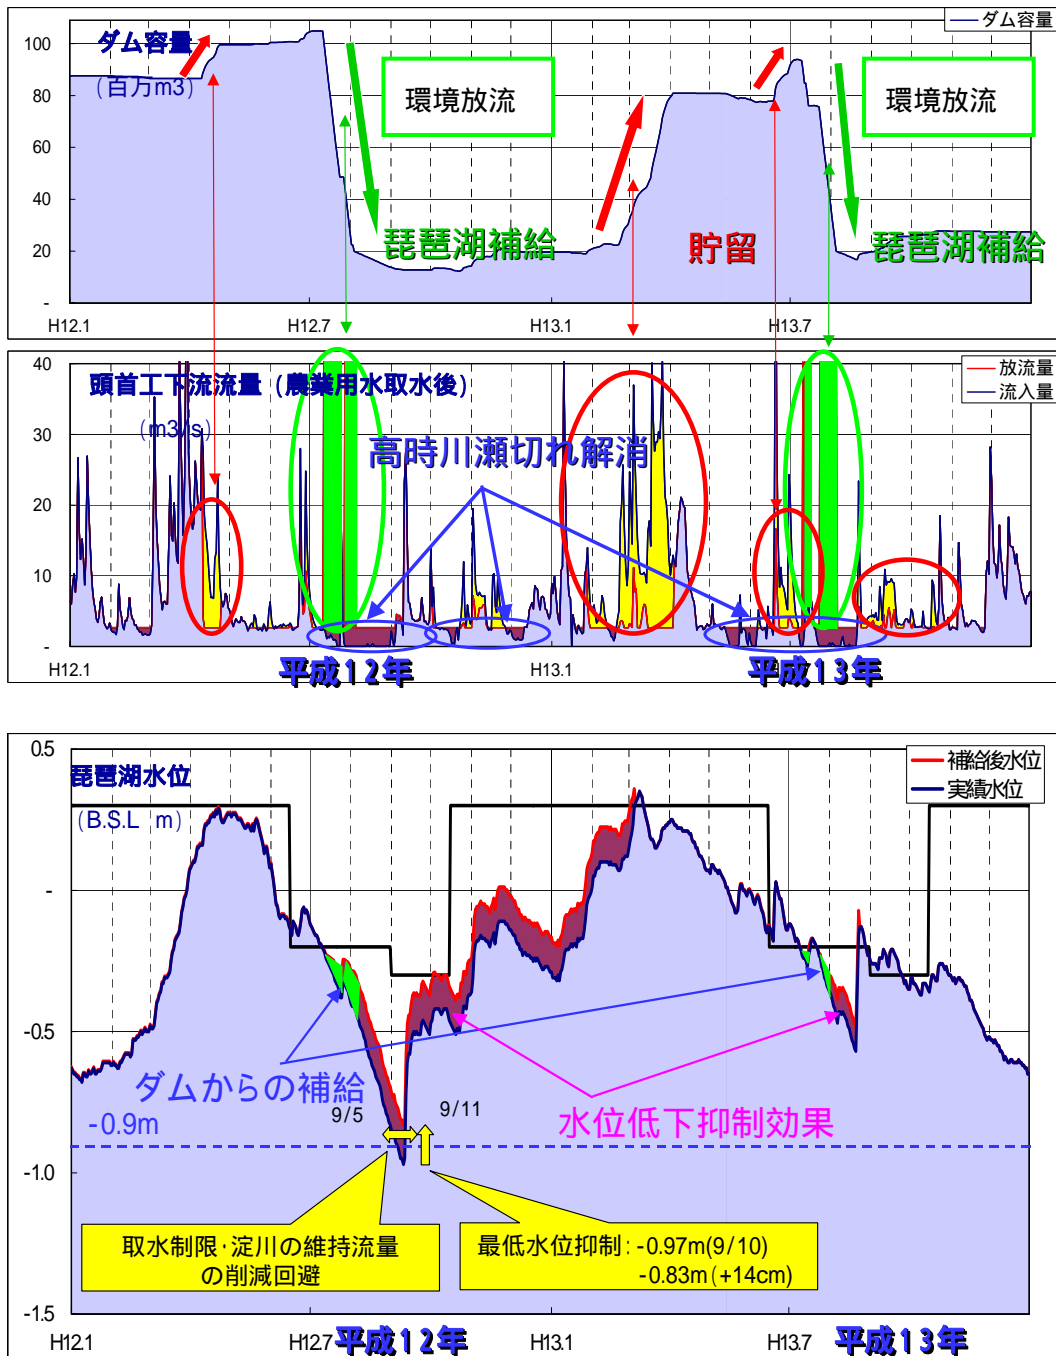 ダム容量
ダム容量
(百万m3)
100
80
60
40
20
-
環境放流
環境放流
琵琶湖補給
貯留
琵琶湖補給
H12.1
H12.7
H13.1
H13.7
頭首工下流流量 (農業用水取水後)
(m3/s)
放流量
流入量
40
30
20
10
-
高時川瀬切れ解消
H12.1
H13.1
H13.7
平成12年
平成13年
琵琶湖水位
(B.S.L m)
補給後水位
実績水位
0.5
-
-0.5
-1.0
-1.5
ダムからの補給
-0.9m
9/5
9/11
水位低下抑制効果
取水制限・淀川の維持流量
の削減回避
最低水位抑制: -0.97m(9/10)
-0.83m(+14cm)
H12.1
H12.7
平成12年
H13.1
H13.7
平成13年